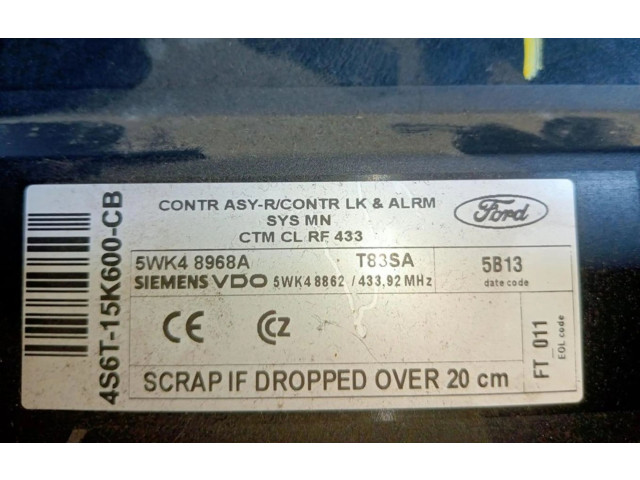 CONTR ASY-R/CONTR LK & ALRM
SYS MN
CTM CL RF 433
Ford
4S6T-15K600-CB
5WK4 8968A T83SA
SIEMENS VDO 5WK4 8862 / 433,92 MHz
5B13
date code
CE CZ
FT 011
EOL code
SCRAP IF DROPPED OVER 20 cm